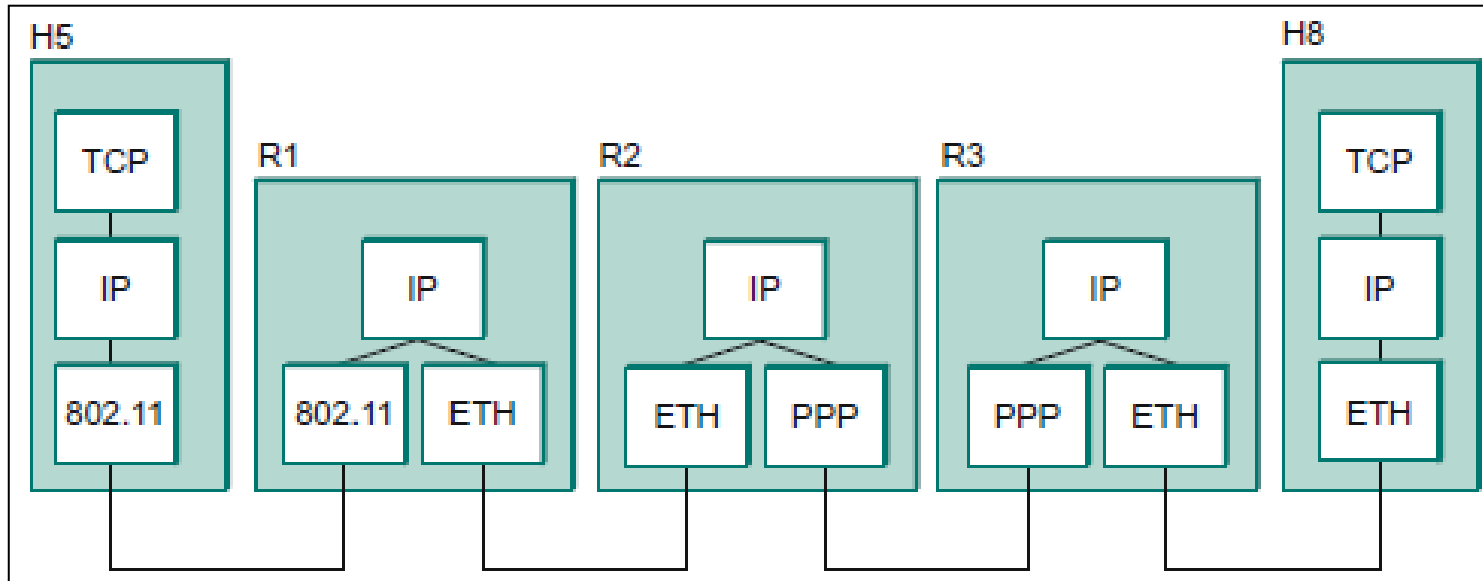 H5
H8
TCP
R1
R2
R3
TCP
IP
IP
IP
IP
IP
802.11
802.11
ETH
ETH
PPP
PPP
ETH
ETH